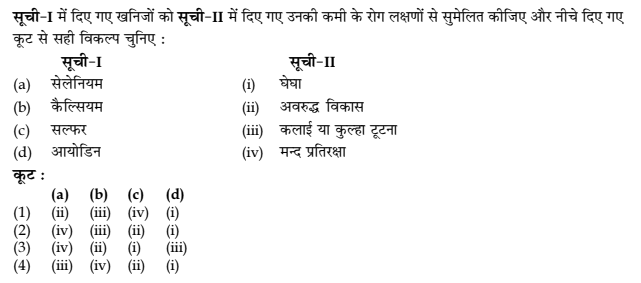 सूची-I में दिए गए खनिजों को सूची-II में दिए गए उनकी कमी के रोग लक्षणों से सुमेलित कीजिए और नीचे दिए गए
कूट से सही विकल्प चुनिए :
सूची-I सूची-II
(a) सेलेनियम (i) घेघा
(b) कैल्सियम (ii) अवरुद्ध विकास
(c) सल्फर (iii) कलाई या कुल्हा टूटना
(d) आयोडिन (iv) मन्द प्रतिरक्षा
कूट :
(a) (b) (c) (d)
(1) (ii) (iii) (iv) (i)
(2) (iv) (iii) (ii) (i)
(3) (iv) (ii) (i) (iii)
(4) (iii) (iv) (ii) (i)